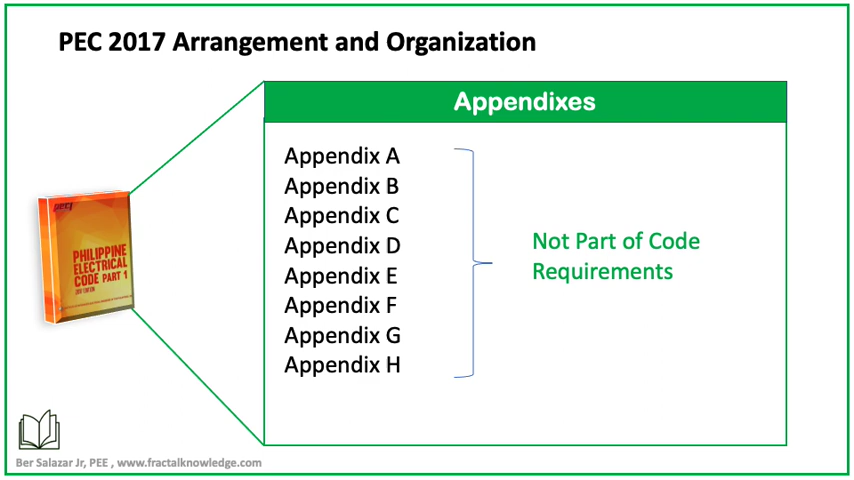 PEC 2017 Arrangement and Organization
Appendixes
Appendix A
Appendix B
Appendix C
Appendix D
Appendix E
Appendix F
Appendix G
Appendix H
Not Part of Code
Requirements
PHILIPPINE
ELECTRICAL
CODE PART 1
Ber Salazar Jr, PEE , www.fractalknowledge.com